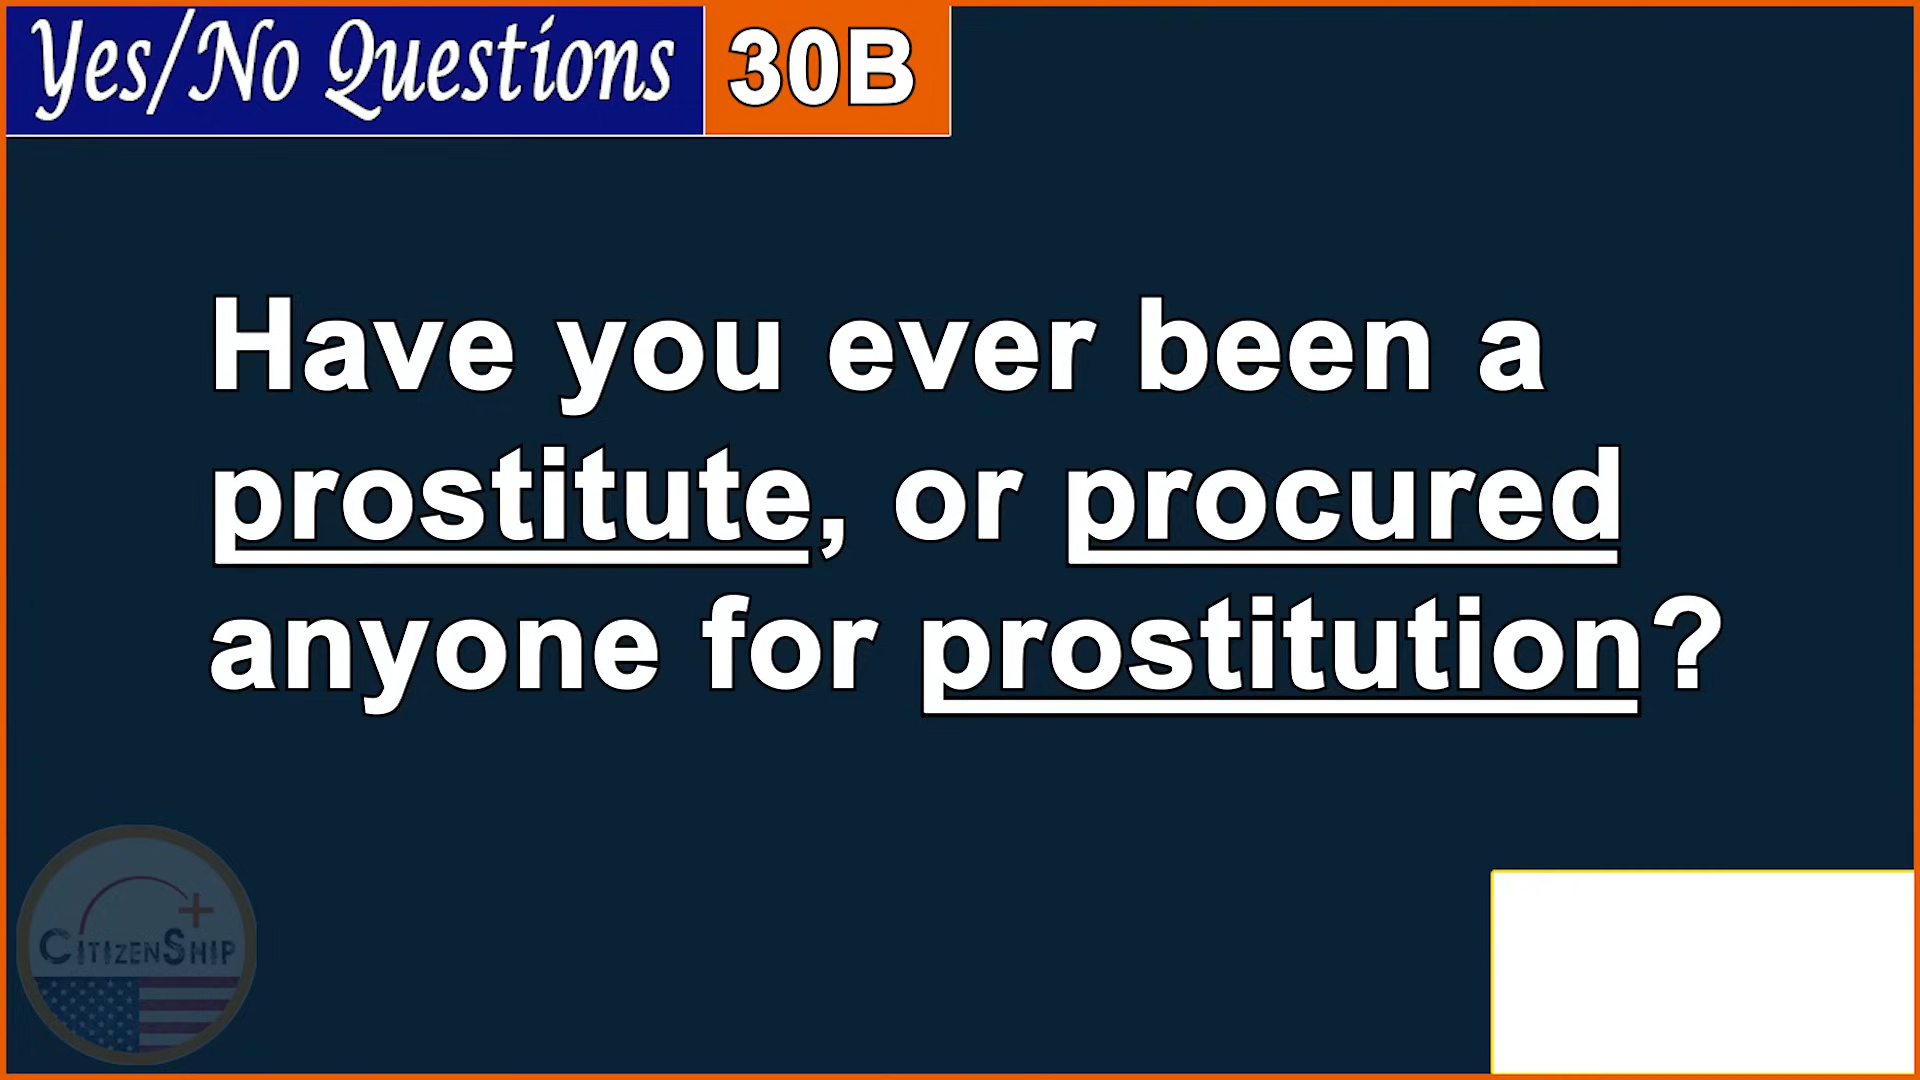 Yes/No Questions 30B
Have you ever been a
prostitute, or procured
anyone for prostitution?
CITIZENSHIP